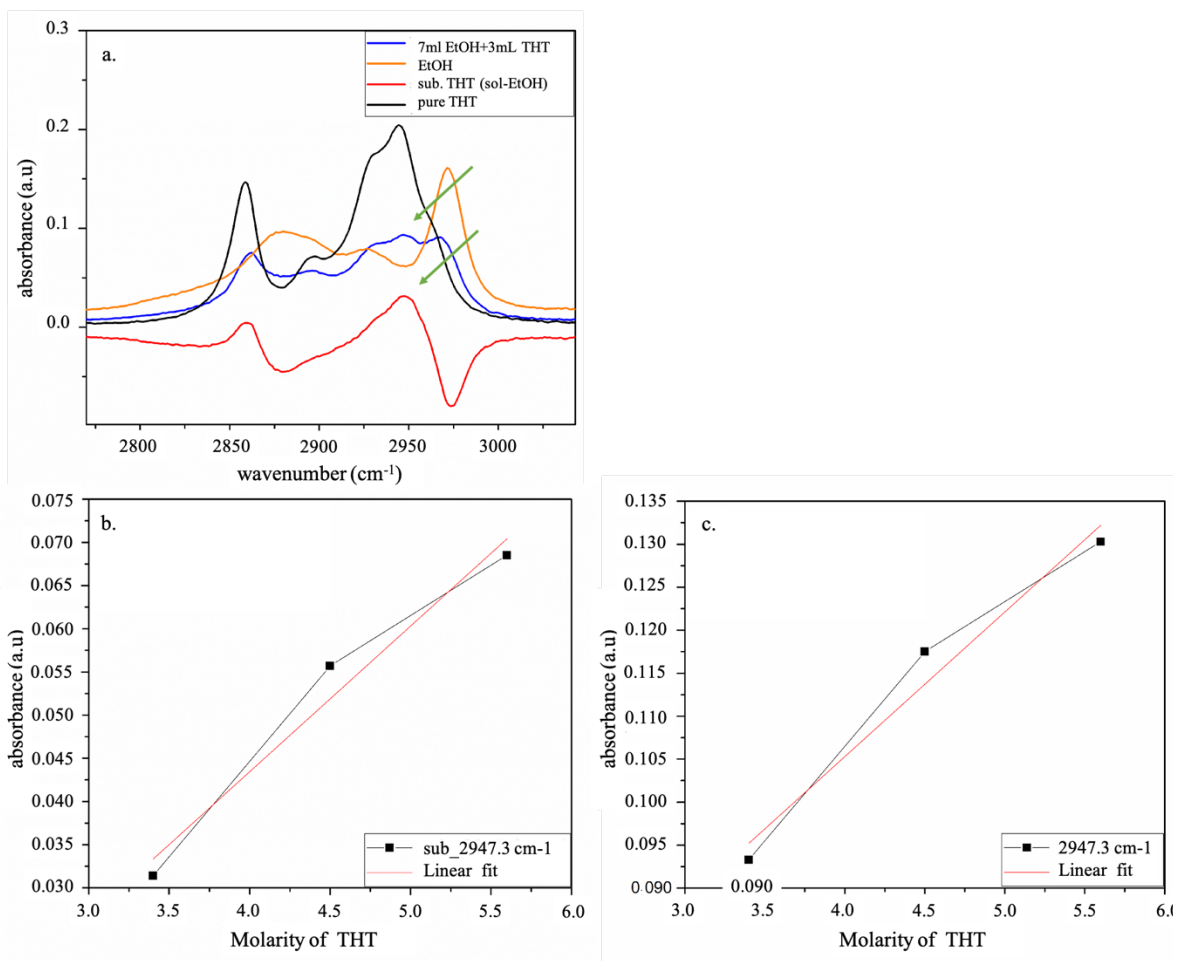 a.
7ml EtOH+3mL THT
EtOH
sub. THT (sol-EtOH)
pure THT
0.3
0.2
0.1
0.0
absorbance (a.u)
2800 2850 2900 2950 3000
wavenumber (cm⁻¹)
b.
0.075
0.070
0.065
0.060
0.055
0.050
0.045
0.040
0.035
0.030
absorbance (a.u)
sub_2947.3 cm-1
Linear fit
3.0 3.5 4.0 4.5 5.0 5.5 6.0
Molarity of THT
c.
0.135
0.130
0.125
0.120
0.115
0.110
0.105
0.100
0.095
0.090
absorbance (a.u)
2947.3 cm-1
Linear fit
0.090
3.0 3.5 4.0 4.5 5.0 5.5 6.(
Molarity of THT